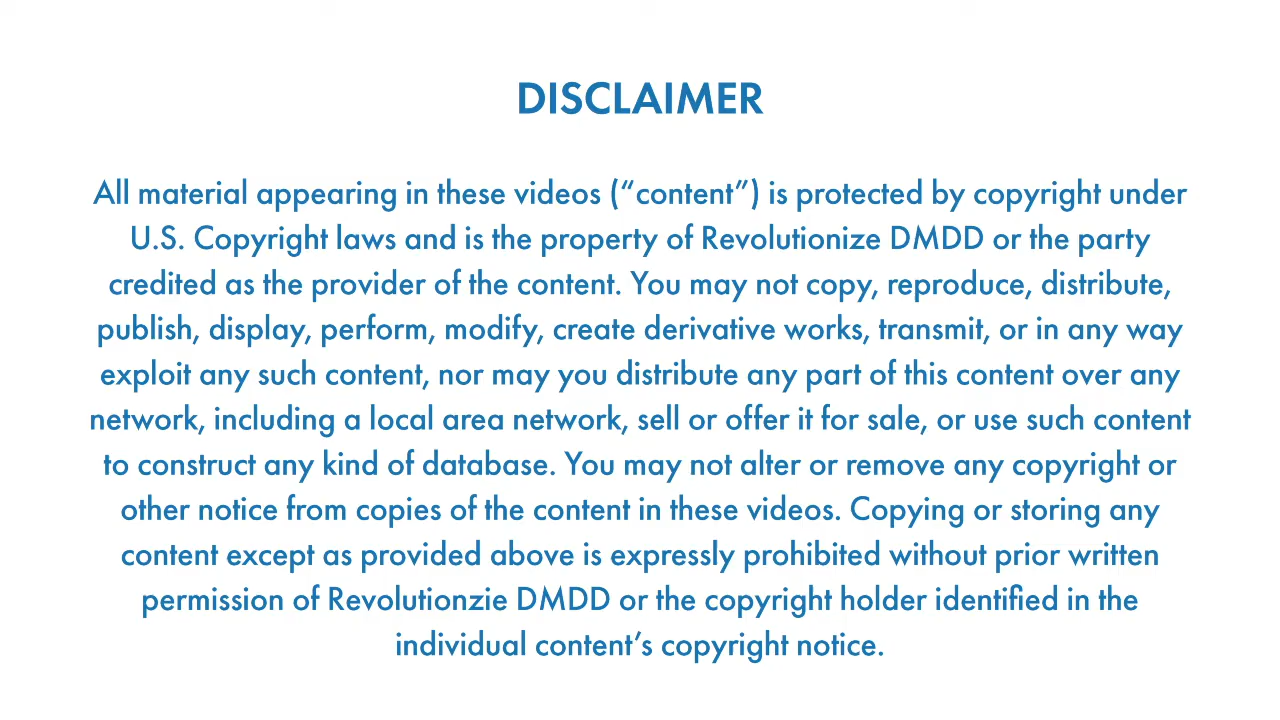 DISCLAIMER
All material appearing in these videos (“content”) is protected by copyright under
U.S. Copyright laws and is the property of Revolutionize DMDD or the party
credited as the provider of the content. You may not copy, reproduce, distribute,
publish, display, perform, modify, create derivative works, transmit, or in any way
exploit any such content, nor may you distribute any part of this content over any
network, including a local area network, sell or offer it for sale, or use such content
to construct any kind of database. You may not alter or remove any copyright or
other notice from copies of the content in these videos. Copying or storing any
content except as provided above is expressly prohibited without prior written
permission of Revolutionzie DMDD or the copyright holder identified in the
individual content’s copyright notice.